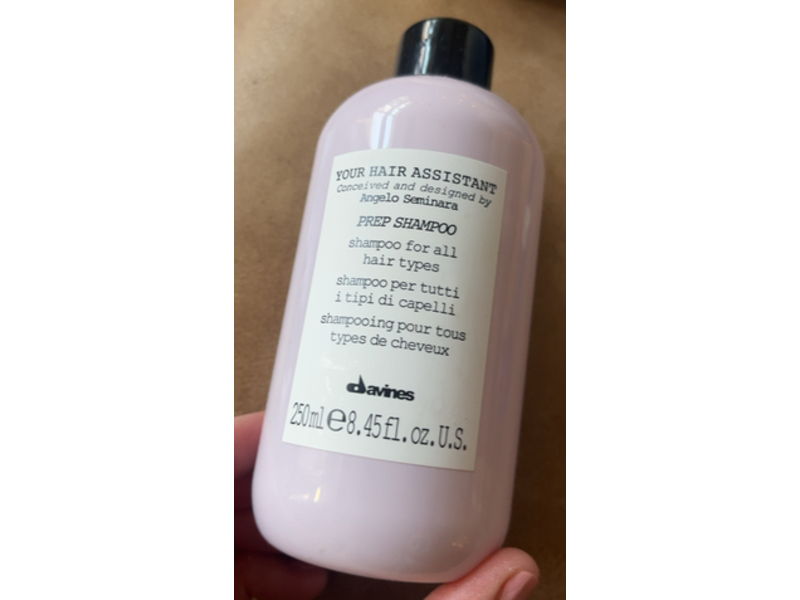 YOUR HAIR ASSISTANT
Conceived and designed by
Angelo Seminara
PREP SHAMPOO
shampoo for all
hair types
shampoo per tutti
i tipi di capelli
shampooing pour tous
types de cheveux
davines
250ml℮8.45fl.oz.U.S.